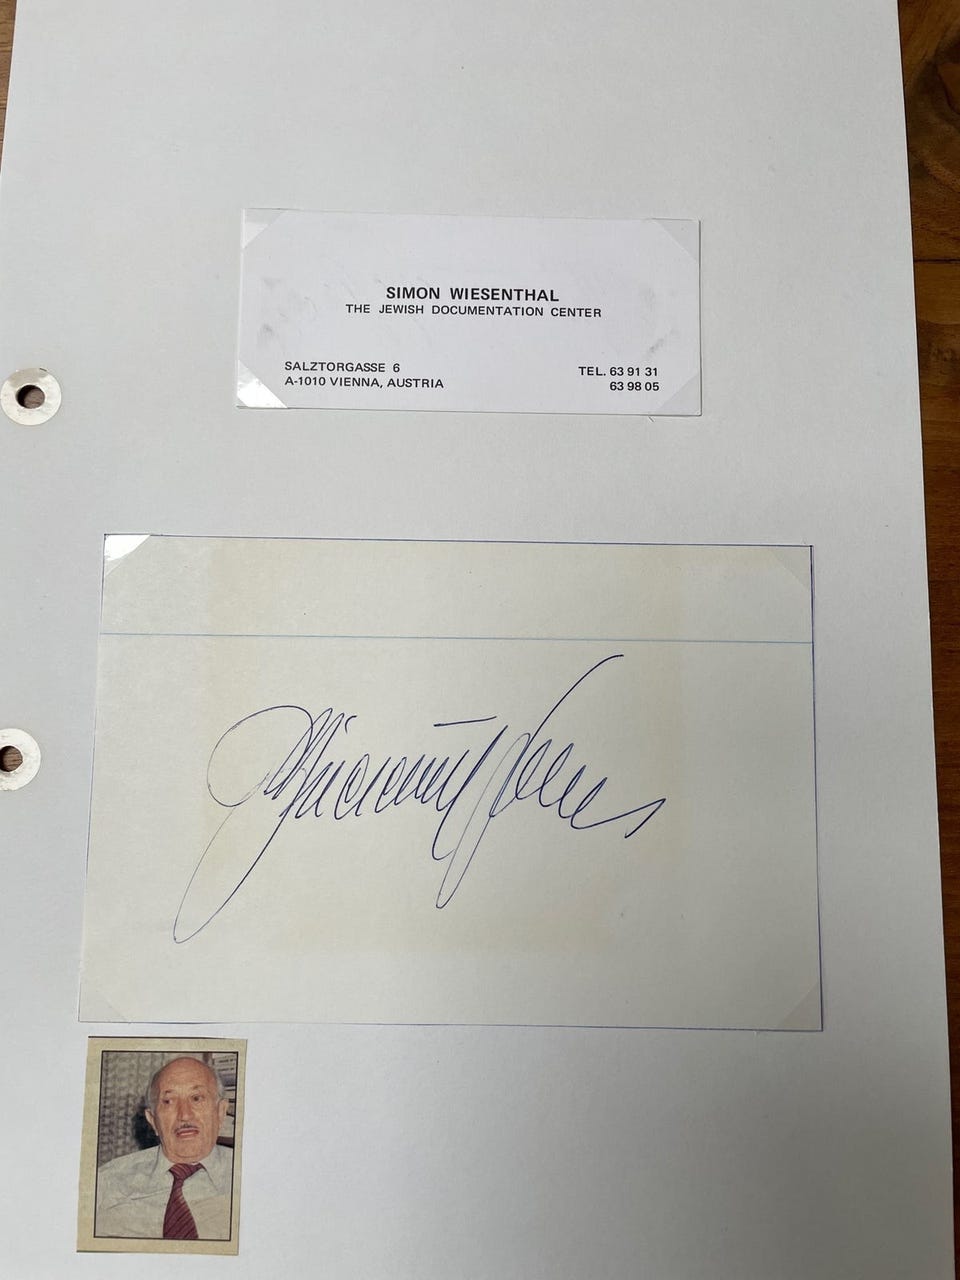 SIMON WIESENTHAL
THE JEWISH DOCUMENTATION CENTER
SALZTORGASSE 6
A-1010 VIENNA, AUSTRIA
TEL. 63 91 31
63 98 05